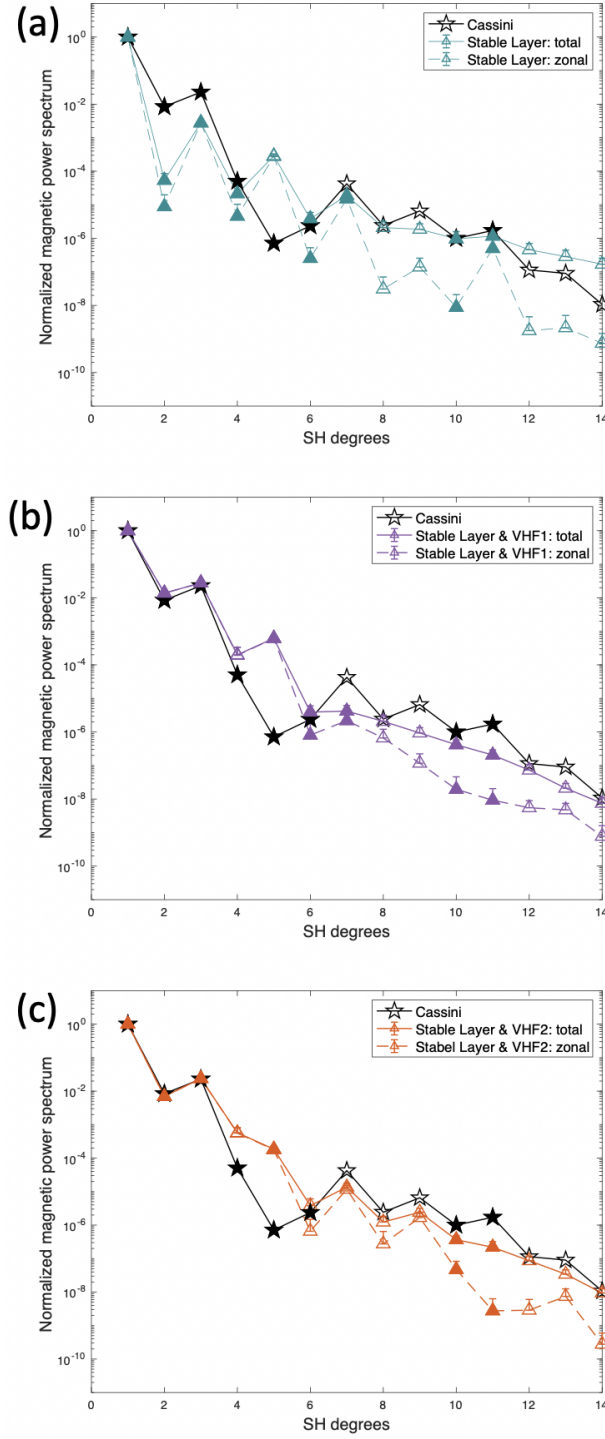 (a)
Cassini
Stable Layer: total
Stable Layer: zonal
Normalized magnetic power spectrum
10^0
10^-2
10^-4
10^-6
10^-8
10^-10
0 2 4 6 8 10 12 14
SH degrees
(b)
Cassini
Stable Layer & VHF1: total
Stable Layer & VHF1: zonal
Normalized magnetic power spectrum
10^0
10^-2
10^-4
10^-6
10^-8
10^-10
0 2 4 6 8 10 12 14
SH degrees
(c)
Cassini
Stable Layer & VHF2: total
Stabel Layer & VHF2: zonal
Normalized magnetic power spectrum
10^0
10^-2
10^-4
10^-6
10^-8
10^-10
0 2 4 6 8 10 12 14
SH degrees